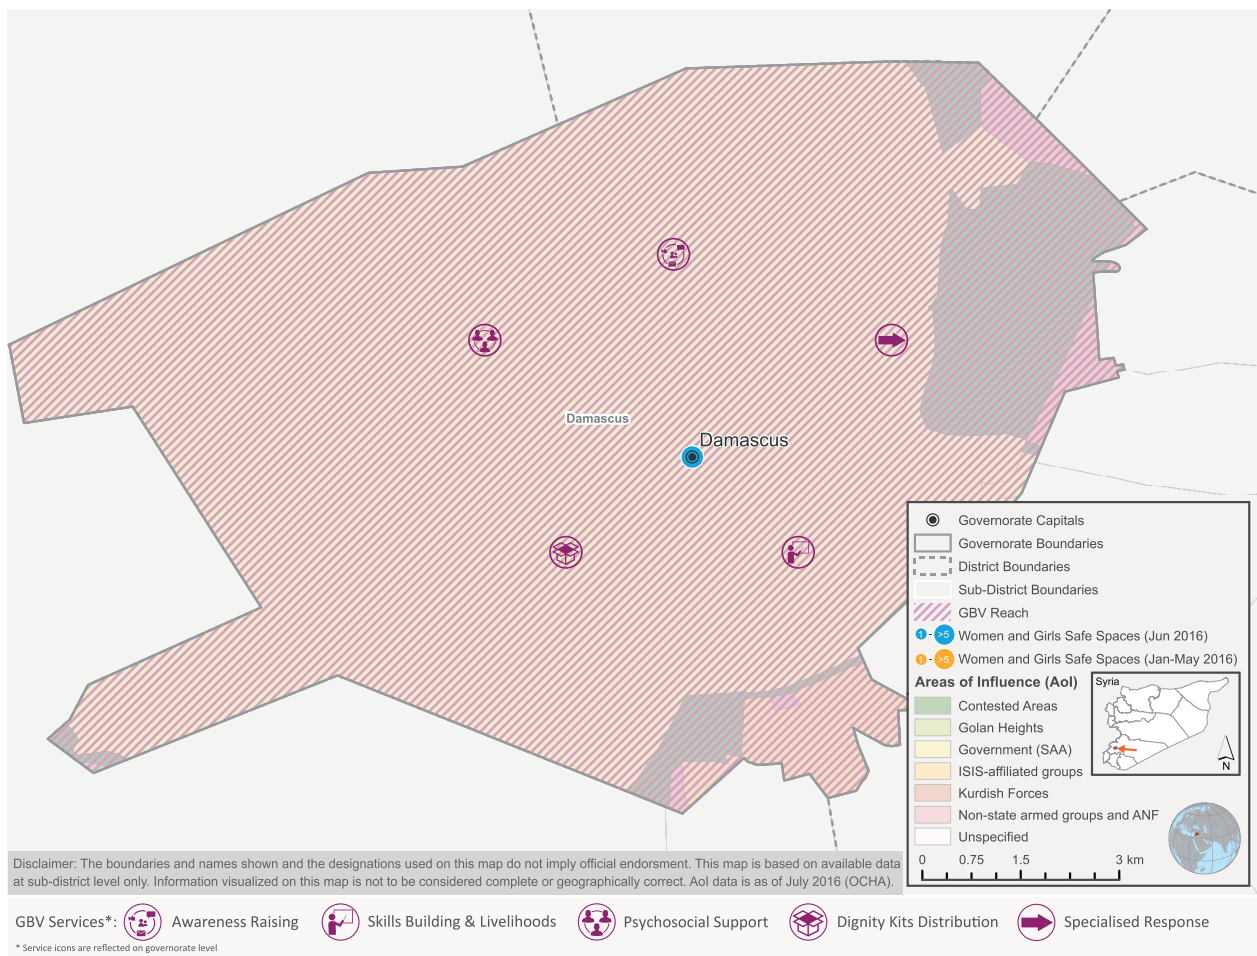 Damascus
Damascus
Governorate Capitals
Governorate Boundaries
District Boundaries
Sub-District Boundaries
GBV Reach
1 - >5 Women and Girls Safe Spaces (Jun 2016)
1 - >5 Women and Girls Safe Spaces (Jan-May 2016)
Areas of Influence (AoI)
Contested Areas
Golan Heights
Government (SAA)
ISIS-affiliated groups
Kurdish Forces
Non-state armed groups and ANF
Unspecified
Syria
N
0 0.75 1.5 3 km
Disclaimer: The boundaries and names shown and the designations used on this map do not imply official endorsment. This map is based on available data
at sub-district level only. Information visualized on this map is not to be considered complete or geographically correct. AoI data is as of July 2016 (OCHA).
GBV Services*: Awareness Raising Skills Building & Livelihoods Psychosocial Support Dignity Kits Distribution Specialised Response
* Service icons are reflected on governorate level